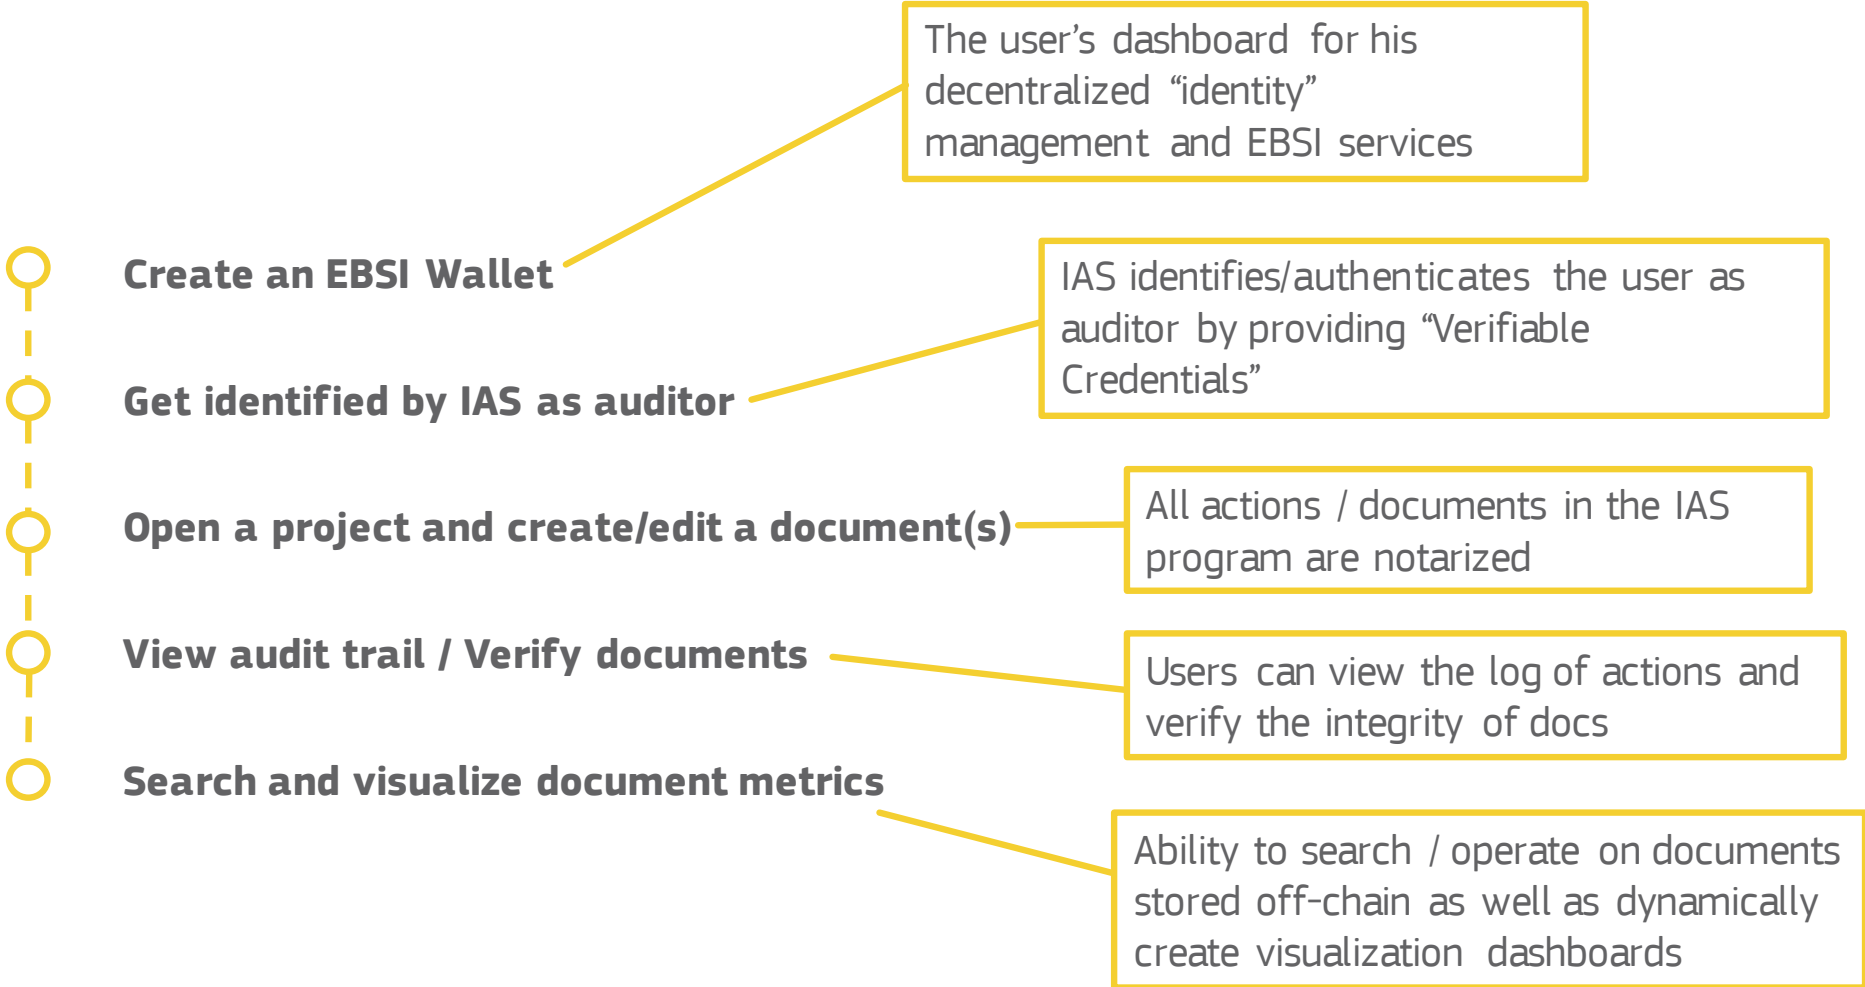 The user’s dashboard for his
decentralized “identity”
management and EBSI services
Create an EBSI Wallet
IAS identifies/authenticates the user as
auditor by providing “Verifiable
Credentials”
Get identified by IAS as auditor
All actions / documents in the IAS
program are notarized
Open a project and create/edit a document(s)
View audit trail / Verify documents
Users can view the log of actions and
verify the integrity of docs
Search and visualize document metrics
Ability to search / operate on documents
stored off-chain as well as dynamically
create visualization dashboards